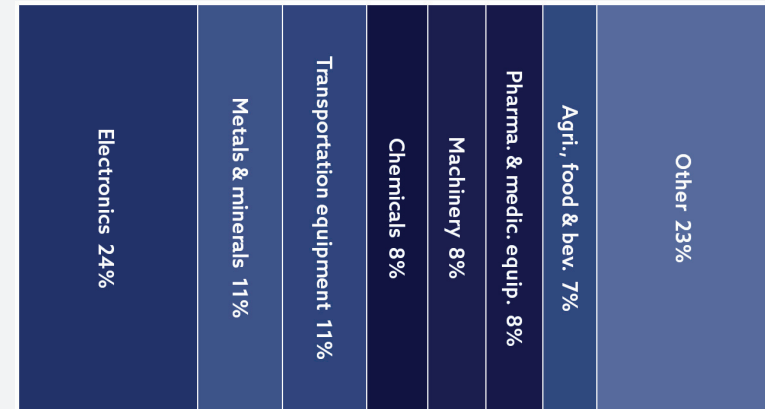 Electronics 24%
Metals & minerals 11%
Transportation equipment 11%
Chemicals 8%
Machinery 8%
Pharma. & medic. equip. 8%
Agri., food & bev. 7%
Other 23%